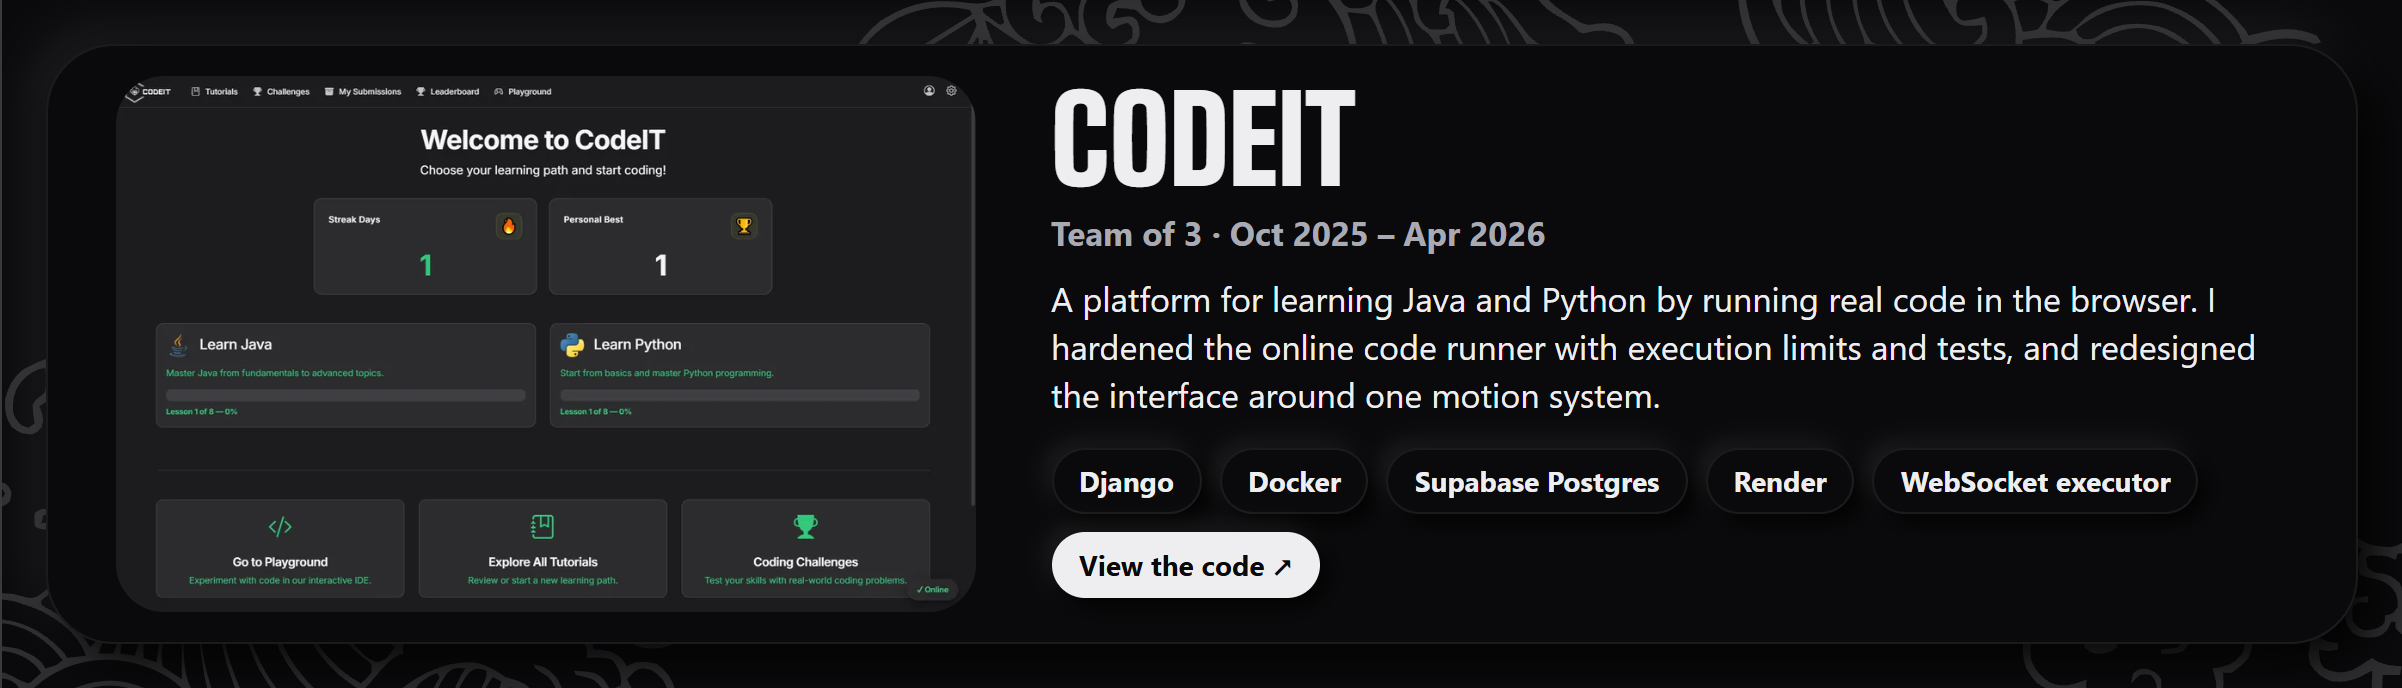 CODEIT
Tutorials
Challenges
My Submissions
Leaderboard
Playground
Welcome to CodeIT
Choose your learning path and start coding!
Streak Days
1
Personal Best
1
Learn Java
Master Java from fundamentals to advanced topics.
Lesson 1 of 8 — 0%
Learn Python
Start from basics and master Python programming.
Lesson 1 of 8 — 0%
</>
Go to Playground
Experiment with code in our interactive IDE.
Explore All Tutorials
Review or start a new learning path.
Coding Challenges
Test your skills with real-world coding problems.
✓ Online
CODEIT
Team of 3 · Oct 2025 – Apr 2026
A platform for learning Java and Python by running real code in the browser. I
hardened the online code runner with execution limits and tests, and redesigned
the interface around one motion system.
Django
Docker
Supabase Postgres
Render
WebSocket executor
View the code ↗